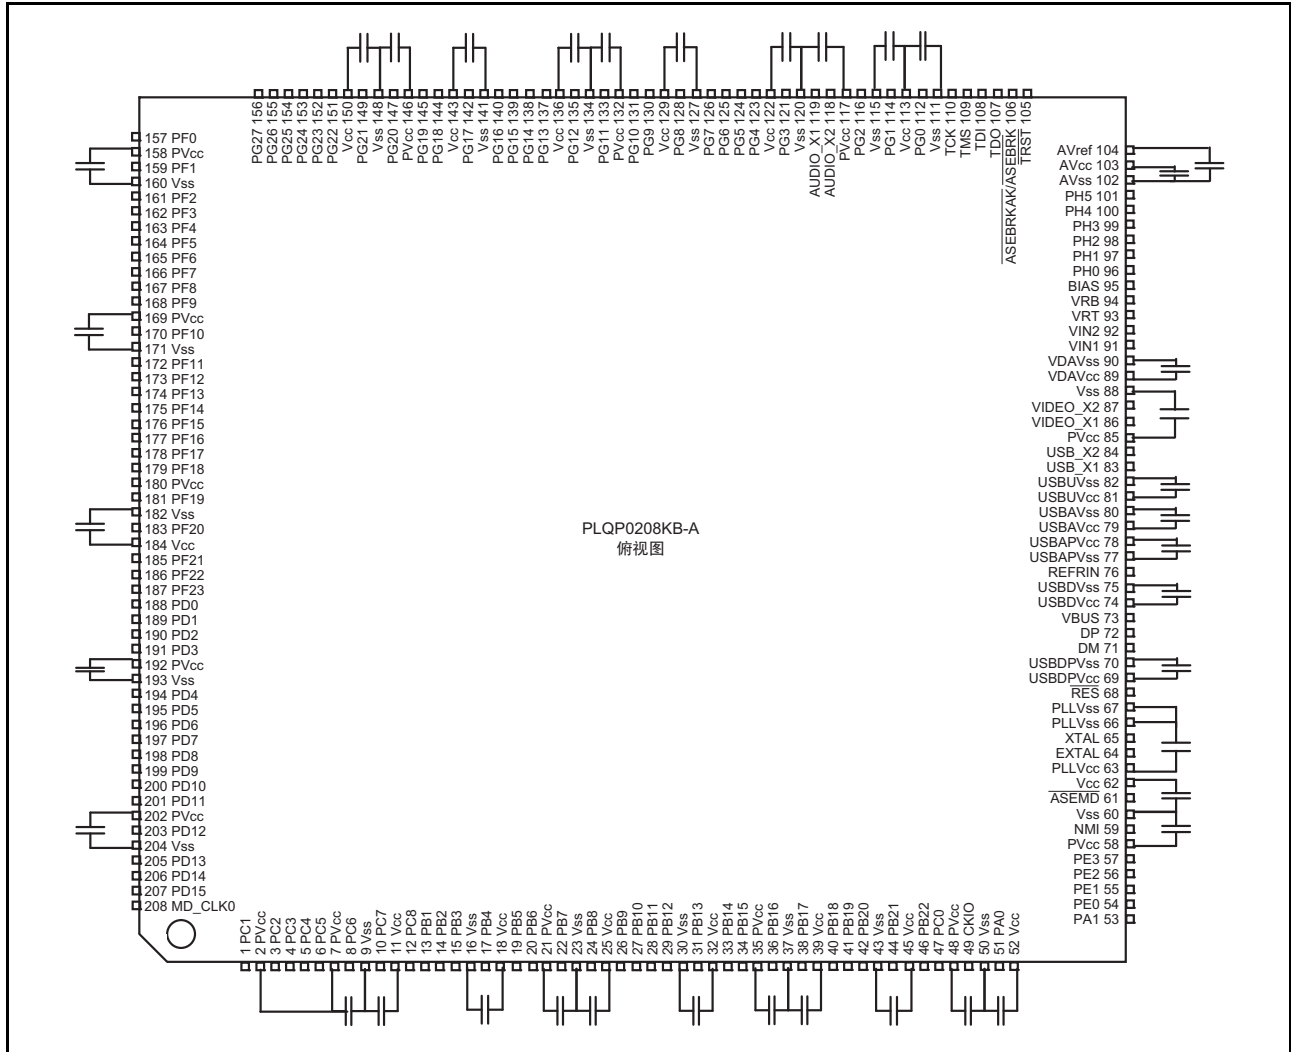 PG27 156
PG26 155
PG25 154
PG24 153
PG23 152
PG22 151
Vcc 150
PG21 149
Vss 148
PG20 147
PVcc 146
PG19 145
PG18 144
Vcc 143
PG17 142
Vss 141
PG16 140
PG15 139
PG14 138
PG13 137
Vcc 136
PG12 135
Vss 134
PG11 133
PVcc 132
PG10 131
PG9 130
Vcc 129
PG8 128
Vss 127
PG7 126
PG6 125
PG5 124
PG4 123
Vcc 122
PG3 121
Vss 120
AUDIO_X1 119
AUDIO_X2 118
PVcc 117
PG2 116
Vss 115
PG1 114
Vcc 113
PG0 112
Vss 111
TCK 110
TMS 109
TDI 108
TDO 107
ASEBRKAK/ASEBRK 106
TRST 105
157 PF0
158 PVcc
159 PF1
160 Vss
161 PF2
162 PF3
163 PF4
164 PF5
165 PF6
166 PF7
167 PF8
168 PF9
169 PVcc
170 PF10
171 Vss
172 PF11
173 PF12
174 PF13
175 PF14
176 PF15
177 PF16
178 PF17
179 PF18
180 PVcc
181 PF19
182 Vss
183 PF20
184 Vcc
185 PF21
186 PF22
187 PF23
188 PD0
189 PD1
190 PD2
191 PD3
192 PVcc
193 Vss
194 PD4
195 PD5
196 PD6
197 PD7
198 PD8
199 PD9
200 PD10
201 PD11
202 PVcc
203 PD12
204 Vss
205 PD13
206 PD14
207 PD15
208 MD_CLK0
PLQP0208KB-A
俯视图
AVref 104
AVcc 103
AVss 102
PH5 101
PH4 100
PH3 99
PH2 98
PH1 97
PH0 96
BIAS 95
VRB 94
VRT 93
VIN2 92
VIN1 91
VDAVss 90
VDAVcc 89
Vss 88
VIDEO_X2 87
VIDEO_X1 86
PVcc 85
USB_X2 84
USB_X1 83
USBUVss 82
USBUVcc 81
USBAVss 80
USBAVcc 79
USBAPVcc 78
USBAPVss 77
REFRIN 76
USBDVss 75
USBDVcc 74
VBUS 73
DP 72
DM 71
USBDPVss 70
USBDPVcc 69
RES 68
PLLVss 67
PLLVss 66
XTAL 65
EXTAL 64
PLLVcc 63
Vcc 62
ASEMD 61
Vss 60
NMI 59
PVcc 58
PE3 57
PE2 56
PE1 55
PE0 54
PA1 53
1 PC1
2 PVcc
3 PC2
4 PC3
5 PC4
6 PC5
7 PVcc
8 PC6
9 Vss
10 PC7
11 Vcc
12 PC8
13 PB1
14 PB2
15 PB3
16 Vss
17 PB4
18 Vcc
19 PB5
20 PB6
21 PVcc
22 PB7
23 Vss
24 PB8
25 Vcc
26 PB9
27 PB10
28 PB11
29 PB12
30 Vss
31 PB13
32 Vcc
33 PB14
34 PB15
35 PVcc
36 PB16
37 Vss
38 PB17
39 Vcc
40 PB18
41 PB19
42 PB20
43 Vss
44 PB21
45 Vcc
46 PB22
47 PC0
48 PVcc
49 CKIO
50 Vss
51 PA0
52 Vcc